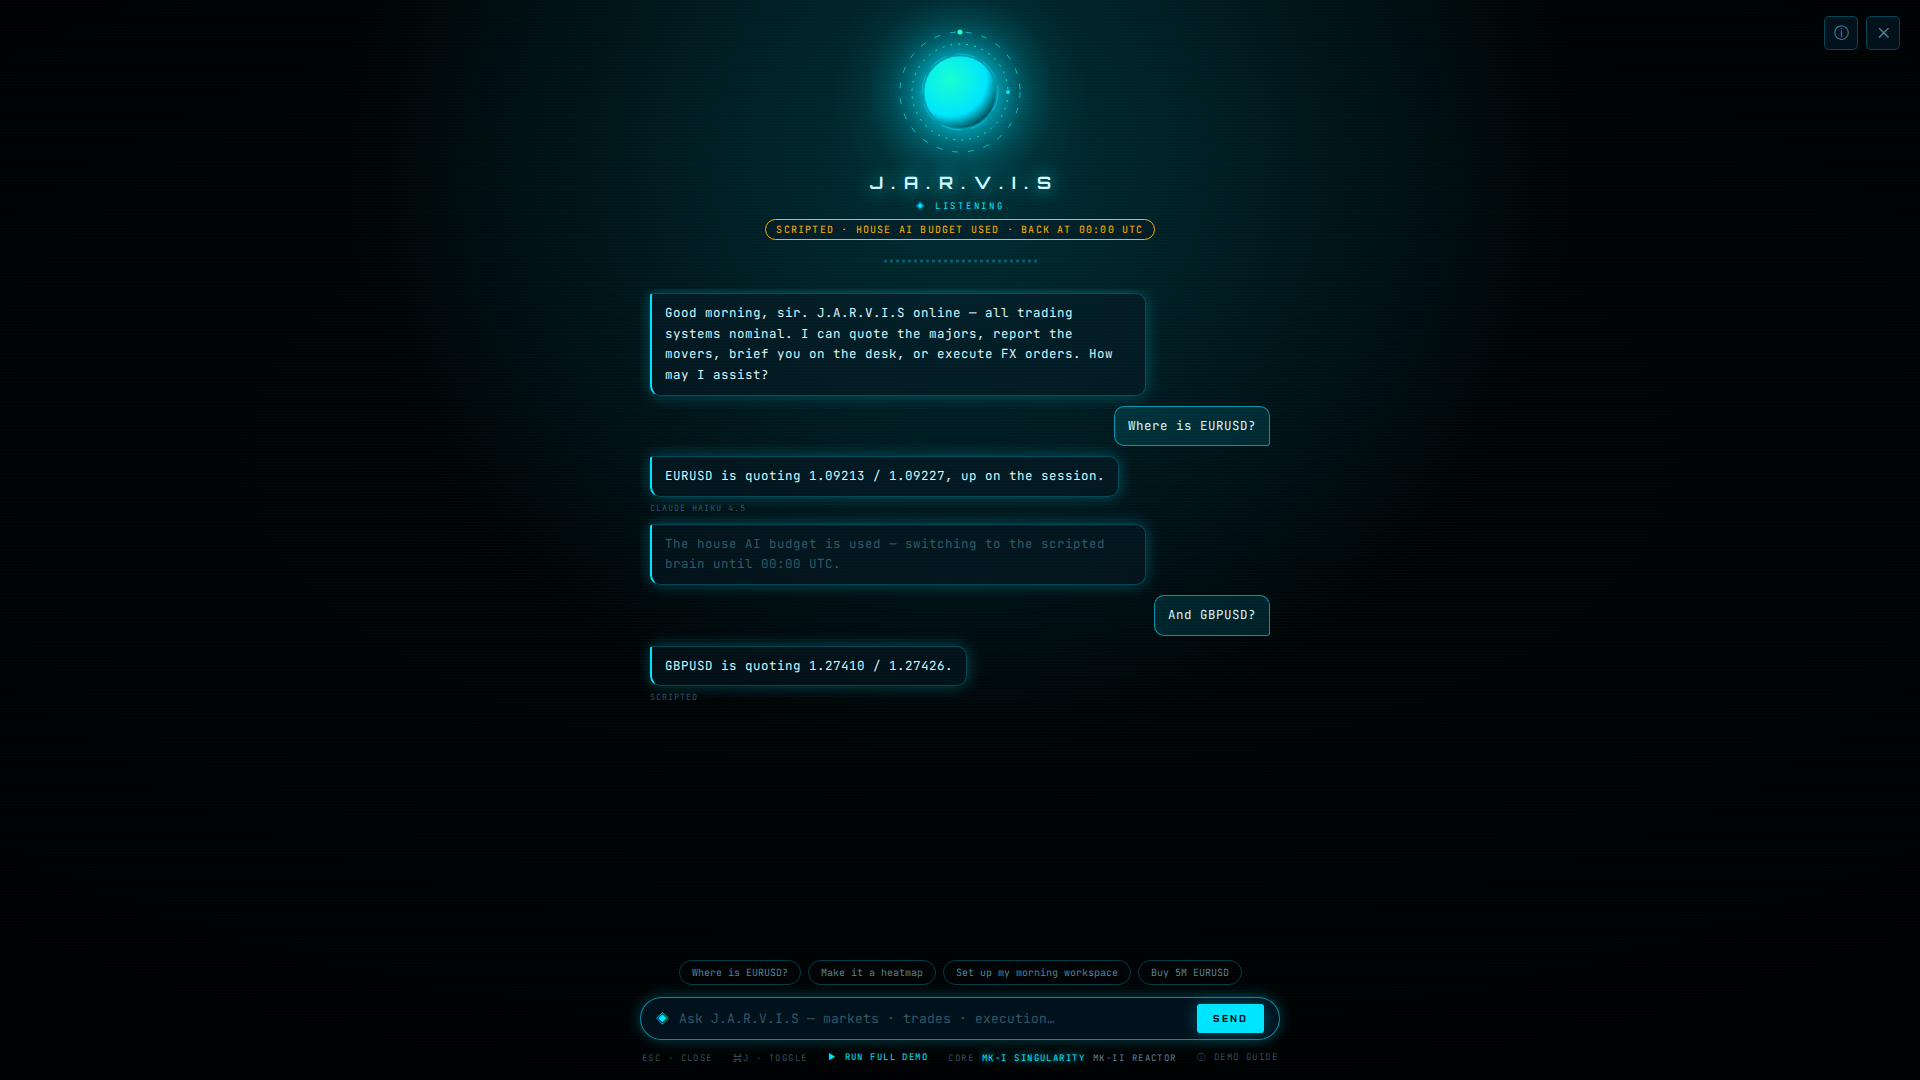 J.A.R.V.I.S
◈ LISTENING
SCRIPTED · HOUSE AI BUDGET USED · BACK AT 00:00 UTC
Good morning, sir. J.A.R.V.I.S online — all trading
systems nominal. I can quote the majors, report the
movers, brief you on the desk, or execute FX orders. How
may I assist?
Where is EURUSD?
EURUSD is quoting 1.09213 / 1.09227, up on the session.
CLAUDE HAIKU 4.5
The house AI budget is used — switching to the scripted
brain until 00:00 UTC.
And GBPUSD?
GBPUSD is quoting 1.27410 / 1.27426.
SCRIPTED
Where is EURUSD? Make it a heatmap Set up my morning workspace Buy 5M EURUSD
◈ Ask J.A.R.V.I.S — markets · trades · execution… SEND
ESC · CLOSE ⌘J · TOGGLE ▶ RUN FULL DEMO CORE MK-I SINGULARITY MK-II REACTOR ⓘ DEMO GUIDE